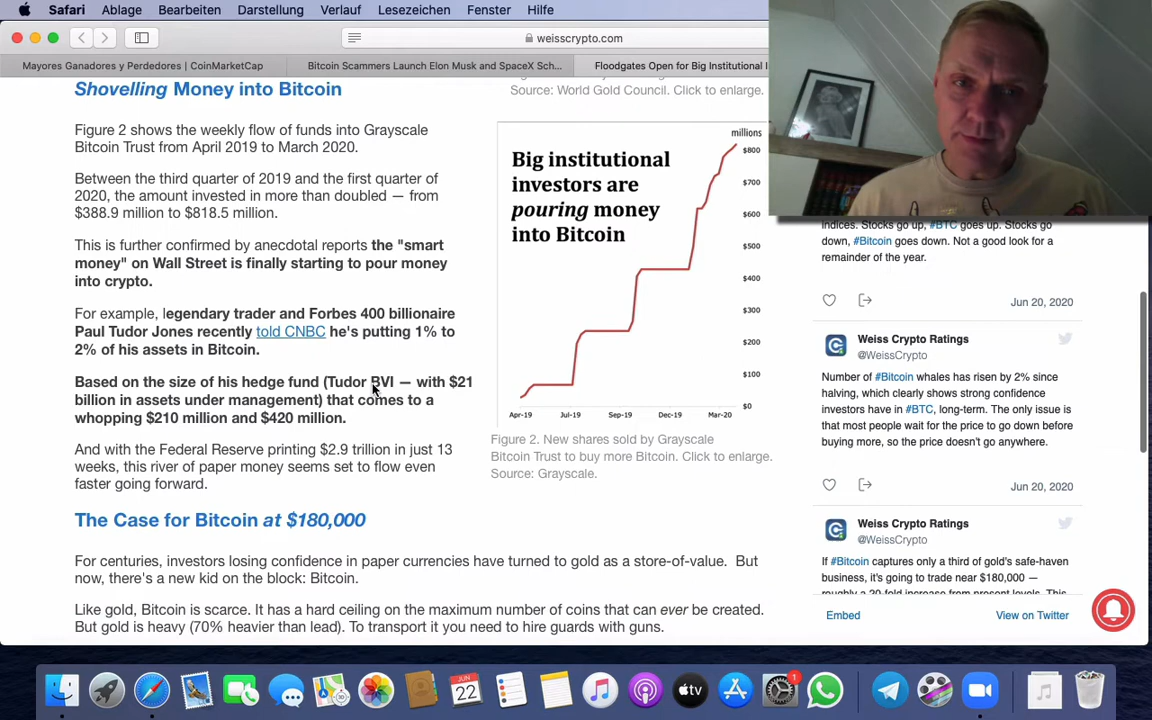 Safari Ablage Bearbeiten Darstellung Verlauf Lesezeichen Fenster Hilfe
weisscrypto.com
Mayores Ganadores y Perdedores | CoinMarketCap
Bitcoin Scammers Launch Elon Musk and SpaceX Sch...
Floodgates Open for Big Institutional I
Shovelling Money into Bitcoin
Figure 2 shows the weekly flow of funds into Grayscale
Bitcoin Trust from April 2019 to March 2020.
Between the third quarter of 2019 and the first quarter of
2020, the amount invested in more than doubled — from
$388.9 million to $818.5 million.
This is further confirmed by anecdotal reports the "smart
money" on Wall Street is finally starting to pour money
into crypto.
For example, legendary trader and Forbes 400 billionaire
Paul Tudor Jones recently told CNBC he's putting 1% to
2% of his assets in Bitcoin.
Based on the size of his hedge fund (Tudor BVI — with $21
billion in assets under management) that comes to a
whopping $210 million and $420 million.
And with the Federal Reserve printing $2.9 trillion in just 13
weeks, this river of paper money seems set to flow even
faster going forward.
Source: World Gold Council. Click to enlarge.
millions
Big institutional
investors are
pouring money
into Bitcoin
$800
$700
$600
$500
$400
$300
$200
$100
$0
Apr-19 Jul-19 Sep-19 Dec-19 Mar-20
Figure 2. New shares sold by Grayscale
Bitcoin Trust to buy more Bitcoin. Click to enlarge.
Source: Grayscale.
The Case for Bitcoin at $180,000
For centuries, investors losing confidence in paper currencies have turned to gold as a store-of-value. But
now, there's a new kid on the block: Bitcoin.
Like gold, Bitcoin is scarce. It has a hard ceiling on the maximum number of coins that can ever be created.
But gold is heavy (70% heavier than lead). To transport it you need to hire guards with guns.
indices. Stocks go up, #BTC goes up. Stocks go
down, #Bitcoin goes down. Not a good look for a
remainder of the year.
Jun 20, 2020
Weiss Crypto Ratings
@WeissCrypto
Number of #Bitcoin whales has risen by 2% since
halving, which clearly shows strong confidence
investors have in #BTC, long-term. The only issue is
that most people wait for the price to go down before
buying more, so the price doesn't go anywhere.
Jun 20, 2020
Weiss Crypto Ratings
@WeissCrypto
If #Bitcoin captures only a third of gold's safe-haven
business, it's going to trade near $180,000 —
roughly a 20-fold increase from present levels. This
Embed View on Twitter
JUN
22
tv
1